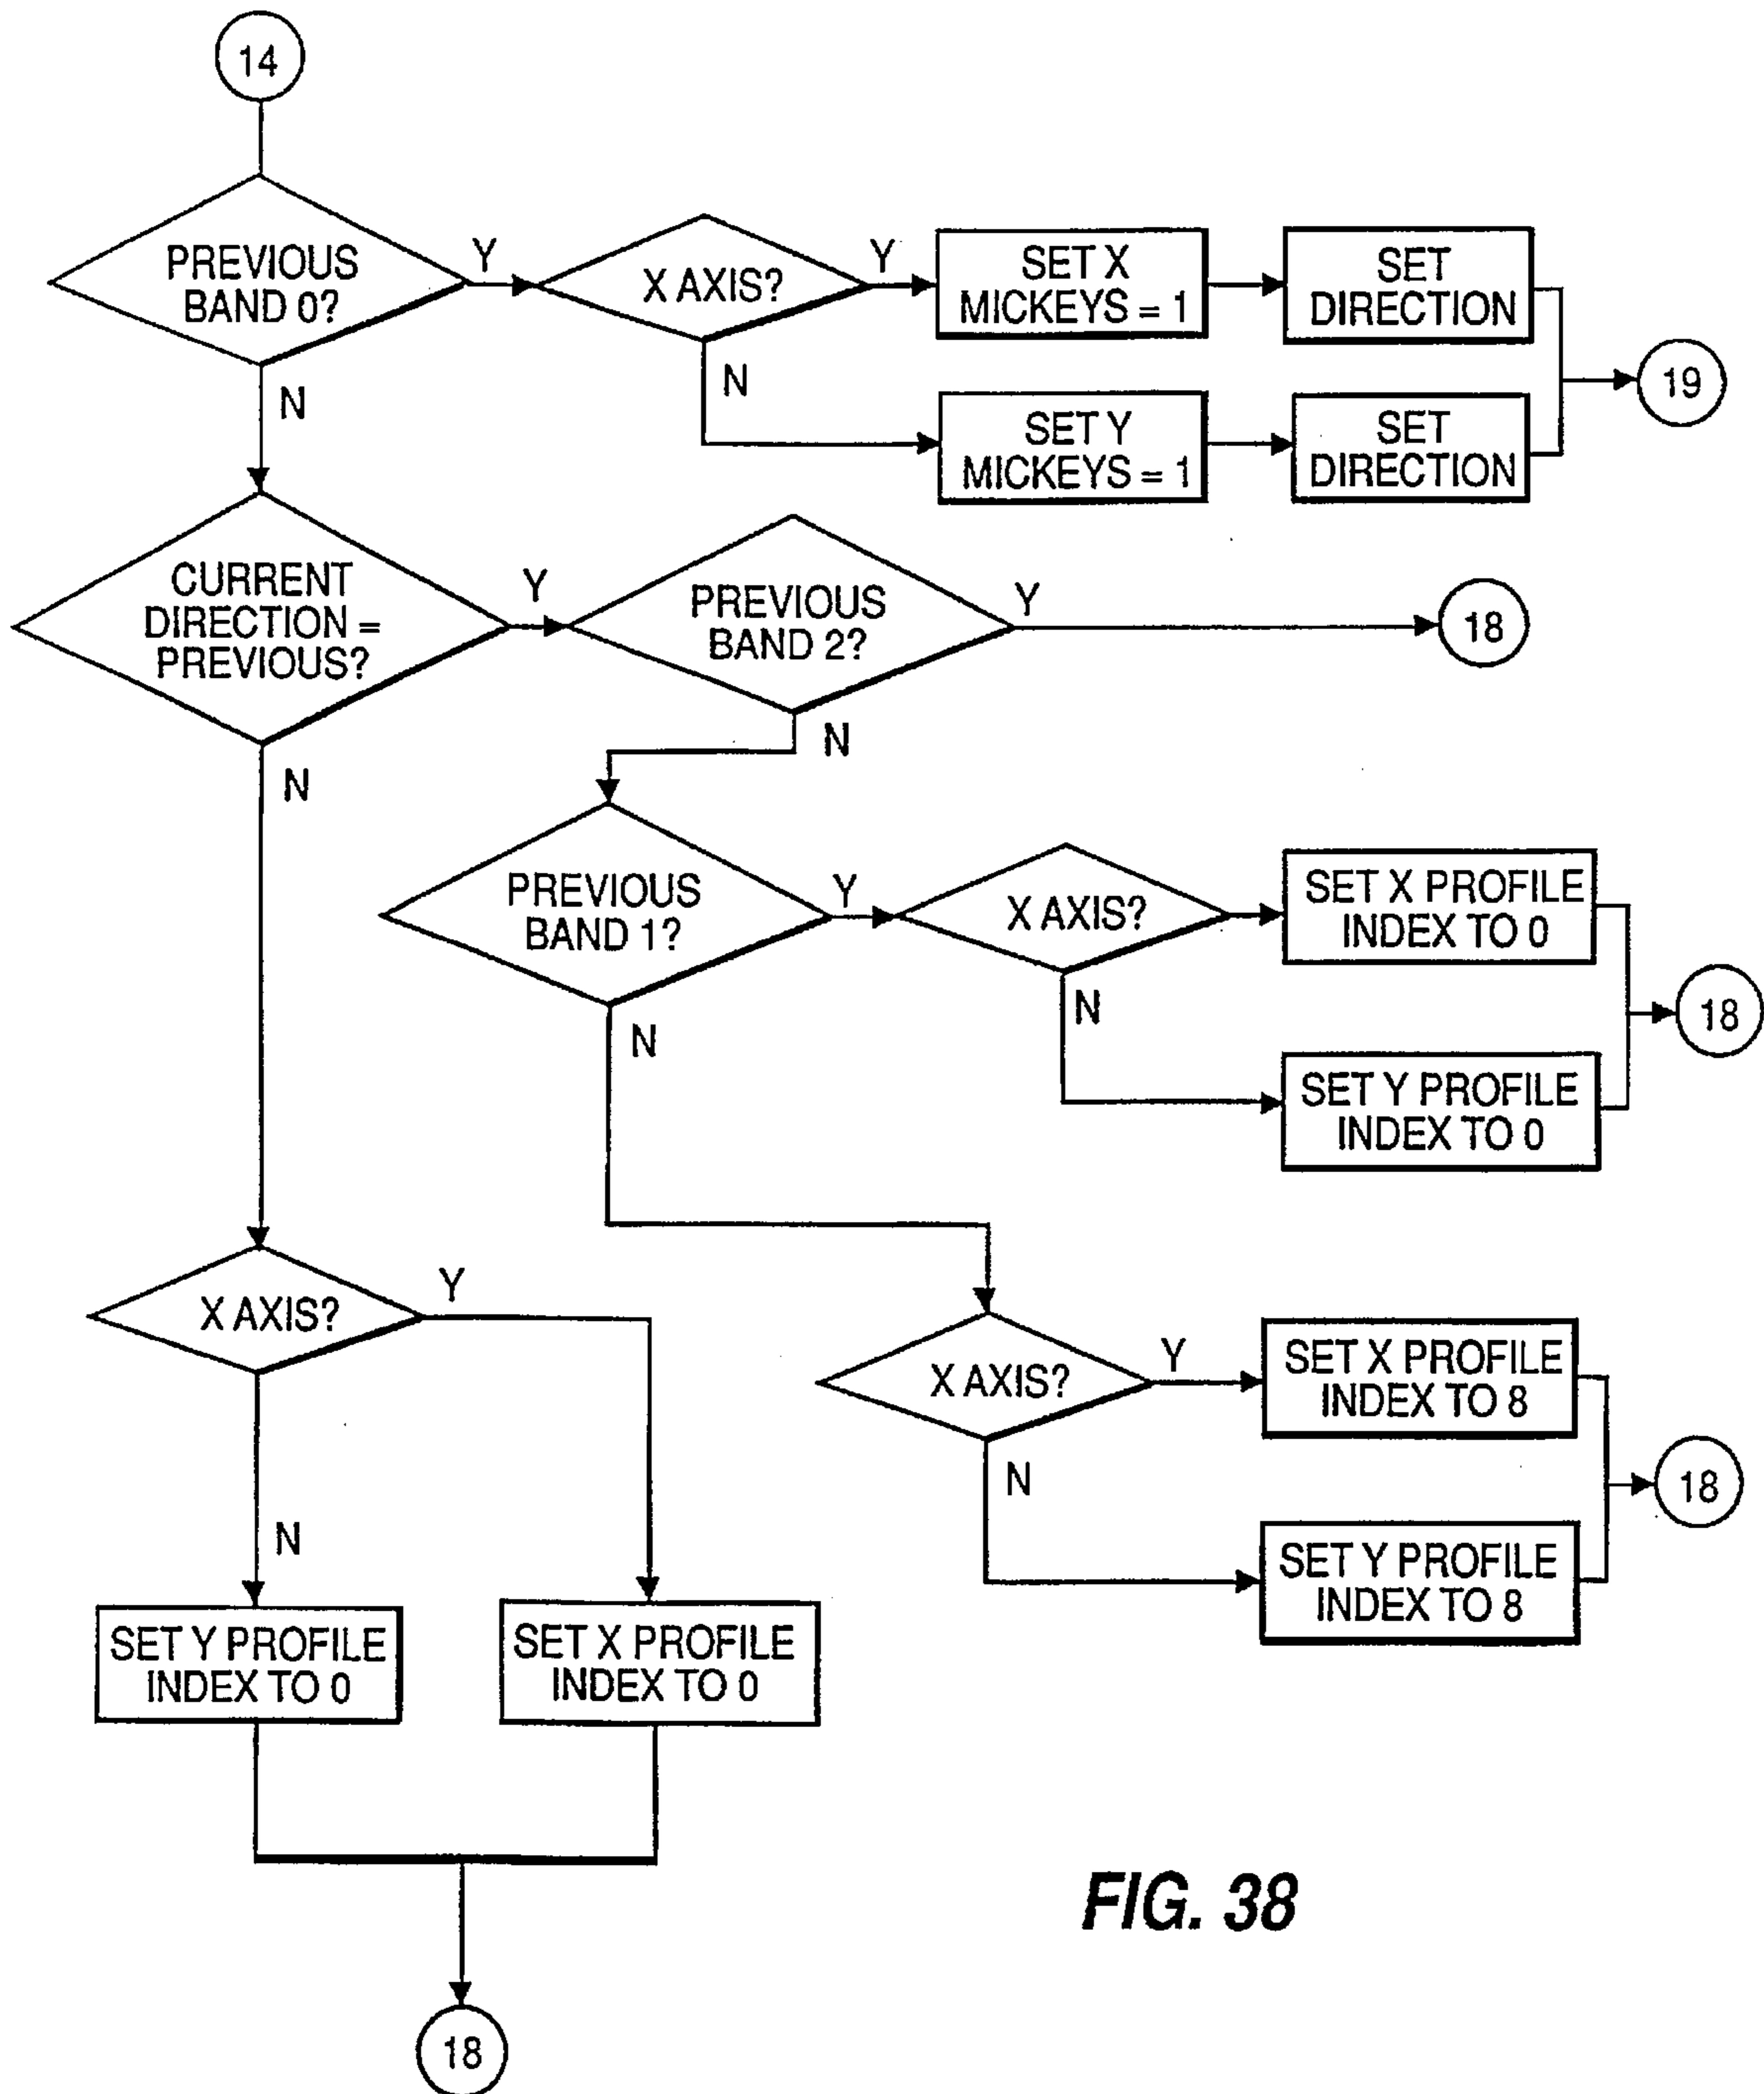 14
PREVIOUS
BAND 0?
Y
X AXIS?
Y
SET X
MICKEYS = 1
SET
DIRECTION
N
N
SET Y
MICKEYS = 1
SET
DIRECTION
19
CURRENT
DIRECTION =
PREVIOUS?
Y
PREVIOUS
BAND 2?
Y
18
N
N
PREVIOUS
BAND 1?
Y
X AXIS?
SET X PROFILE
INDEX TO 0
N
N
SET Y PROFILE
INDEX TO 0
18
X AXIS?
Y
X AXIS?
Y
SET X PROFILE
INDEX TO 8
N
N
SET Y PROFILE
INDEX TO 8
18
SET Y PROFILE
INDEX TO 0
SET X PROFILE
INDEX TO 0
FIG. 38
18